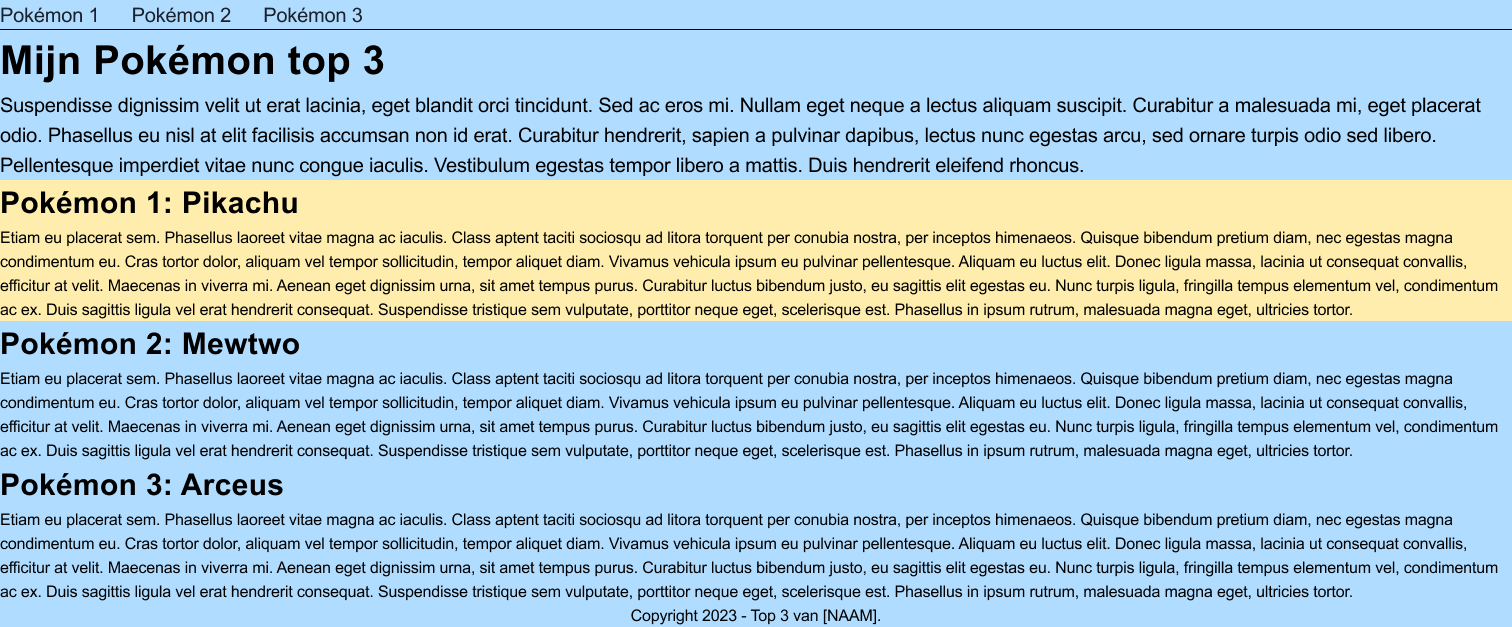 Pokémon 1 Pokémon 2 Pokémon 3
Mijn Pokémon top 3
Suspendisse dignissim velit ut erat lacinia, eget blandit orci tincidunt. Sed ac eros mi. Nullam eget neque a lectus aliquam suscipit. Curabitur a malesuada mi, eget placerat
odio. Phasellus eu nisl at elit facilisis accumsan non id erat. Curabitur hendrerit, sapien a pulvinar dapibus, lectus nunc egestas arcu, sed ornare turpis odio sed libero.
Pellentesque imperdiet vitae nunc congue iaculis. Vestibulum egestas tempor libero a mattis. Duis hendrerit eleifend rhoncus.
Pokémon 1: Pikachu
Etiam eu placerat sem. Phasellus laoreet vitae magna ac iaculis. Class aptent taciti sociosqu ad litora torquent per conubia nostra, per inceptos himenaeos. Quisque bibendum pretium diam, nec egestas magna
condimentum eu. Cras tortor dolor, aliquam vel tempor sollicitudin, tempor aliquet diam. Vivamus vehicula ipsum eu pulvinar pellentesque. Aliquam eu luctus elit. Donec ligula massa, lacinia ut consequat convallis,
efficitur at velit. Maecenas in viverra mi. Aenean eget dignissim urna, sit amet tempus purus. Curabitur luctus bibendum justo, eu sagittis elit egestas eu. Nunc turpis ligula, fringilla tempus elementum vel, condimentum
ac ex. Duis sagittis ligula vel erat hendrerit consequat. Suspendisse tristique sem vulputate, porttitor neque eget, scelerisque est. Phasellus in ipsum rutrum, malesuada magna eget, ultricies tortor.
Pokémon 2: Mewtwo
Etiam eu placerat sem. Phasellus laoreet vitae magna ac iaculis. Class aptent taciti sociosqu ad litora torquent per conubia nostra, per inceptos himenaeos. Quisque bibendum pretium diam, nec egestas magna
condimentum eu. Cras tortor dolor, aliquam vel tempor sollicitudin, tempor aliquet diam. Vivamus vehicula ipsum eu pulvinar pellentesque. Aliquam eu luctus elit. Donec ligula massa, lacinia ut consequat convallis,
efficitur at velit. Maecenas in viverra mi. Aenean eget dignissim urna, sit amet tempus purus. Curabitur luctus bibendum justo, eu sagittis elit egestas eu. Nunc turpis ligula, fringilla tempus elementum vel, condimentum
ac ex. Duis sagittis ligula vel erat hendrerit consequat. Suspendisse tristique sem vulputate, porttitor neque eget, scelerisque est. Phasellus in ipsum rutrum, malesuada magna eget, ultricies tortor.
Pokémon 3: Arceus
Etiam eu placerat sem. Phasellus laoreet vitae magna ac iaculis. Class aptent taciti sociosqu ad litora torquent per conubia nostra, per inceptos himenaeos. Quisque bibendum pretium diam, nec egestas magna
condimentum eu. Cras tortor dolor, aliquam vel tempor sollicitudin, tempor aliquet diam. Vivamus vehicula ipsum eu pulvinar pellentesque. Aliquam eu luctus elit. Donec ligula massa, lacinia ut consequat convallis,
efficitur at velit. Maecenas in viverra mi. Aenean eget dignissim urna, sit amet tempus purus. Curabitur luctus bibendum justo, eu sagittis elit egestas eu. Nunc turpis ligula, fringilla tempus elementum vel, condimentum
ac ex. Duis sagittis ligula vel erat hendrerit consequat. Suspendisse tristique sem vulputate, porttitor neque eget, scelerisque est. Phasellus in ipsum rutrum, malesuada magna eget, ultricies tortor.
Copyright 2023 - Top 3 van [NAAM].